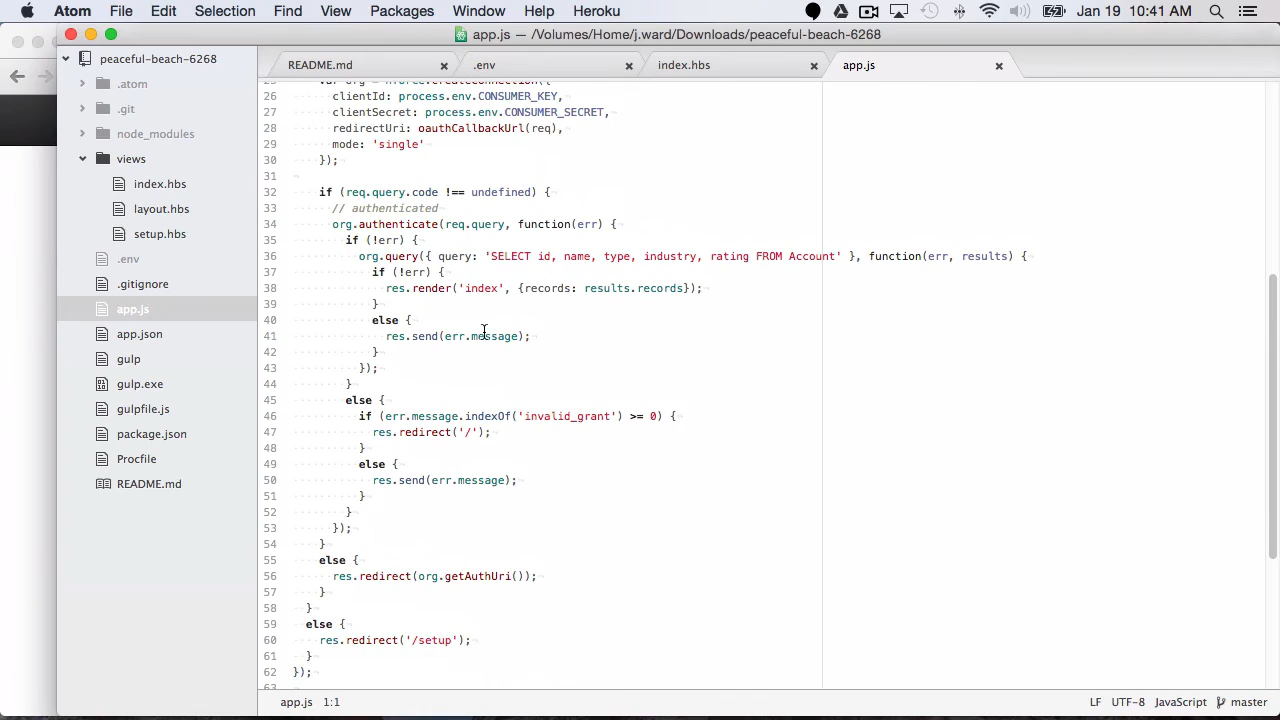 Atom File Edit Selection Find View Packages Window Help Heroku Jan 19 10:41 AM
app.js — /Volumes/Home/j.ward/Downloads/peaceful-beach-6268
peaceful-beach-6268
.atom
.git
node_modules
views
index.hbs
layout.hbs
setup.hbs
.env
.gitignore
app.js
app.json
gulp
gulp.exe
gulpfile.js
package.json
Procfile
README.md
README.md .env index.hbs app.js
26 clientId: process.env.CONSUMER_KEY,
27 clientSecret: process.env.CONSUMER_SECRET,
28 redirectUri: oauthCallbackUrl(req),
29 mode: 'single'
30 });
31
32 if (req.query.code !== undefined) {
33 // authenticated
34 org.authenticate(req.query, function(err) {
35 if (!err) {
36 org.query({ query: 'SELECT id, name, type, industry, rating FROM Account' }, function(err, results) {
37 if (!err) {
38 res.render('index', {records: results.records});
39 }
40 else {
41 res.send(err.message);
42 }
43 });
44 }
45 else {
46 if (err.message.indexOf('invalid_grant') >= 0) {
47 res.redirect('/');
48 }
49 else {
50 res.send(err.message);
51 }
52 }
53 });
54 }
55 else {
56 res.redirect(org.getAuthUri());
57 }
58 }
59 else {
60 res.redirect('/setup');
61 }
62 });
app.js 1:1 LF UTF-8 JavaScript master